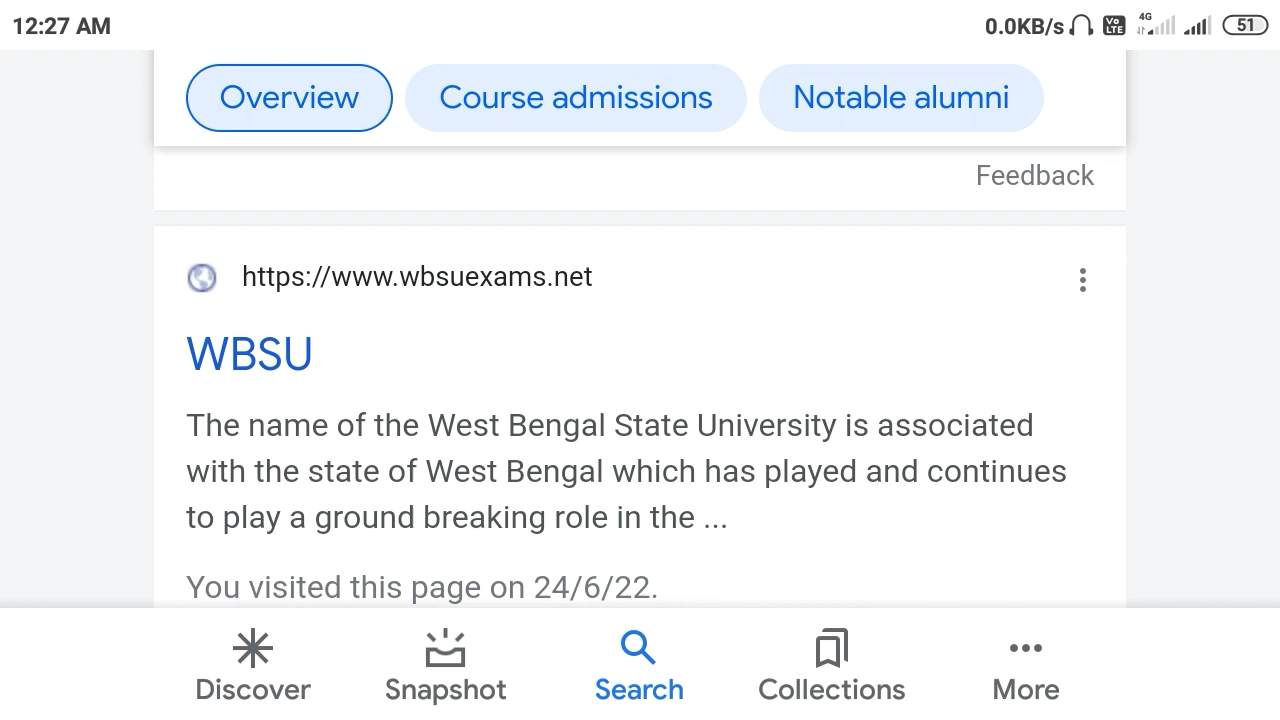 12:27 AM
0.0KB/s Vo LTE 4G 51
Overview Course admissions Notable alumni
Feedback
https://www.wbsuexams.net
WBSU
The name of the West Bengal State University is associated
with the state of West Bengal which has played and continues
to play a ground breaking role in the ...
You visited this page on 24/6/22.
Discover Snapshot Search Collections More